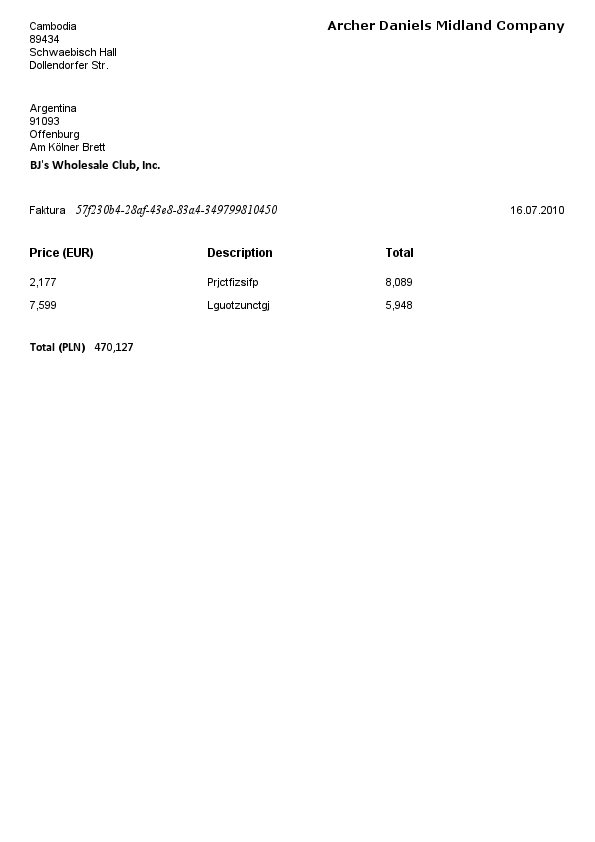 Cambodia
Archer Daniels Midland Company
89434
Schwaebisch Hall
Dollendorfer Str.
Argentina
91093
Offenburg
Am Kölner Brett
BJ's Wholesale Club, Inc.
Faktura 57f230b4-28af-43e8-83a4-349799810450 16.07.2010
Price (EUR) Description Total
2,177 Prjctfizsifp 8,089
7,599 Lguotzunctgj 5,948
Total (PLN) 470,127